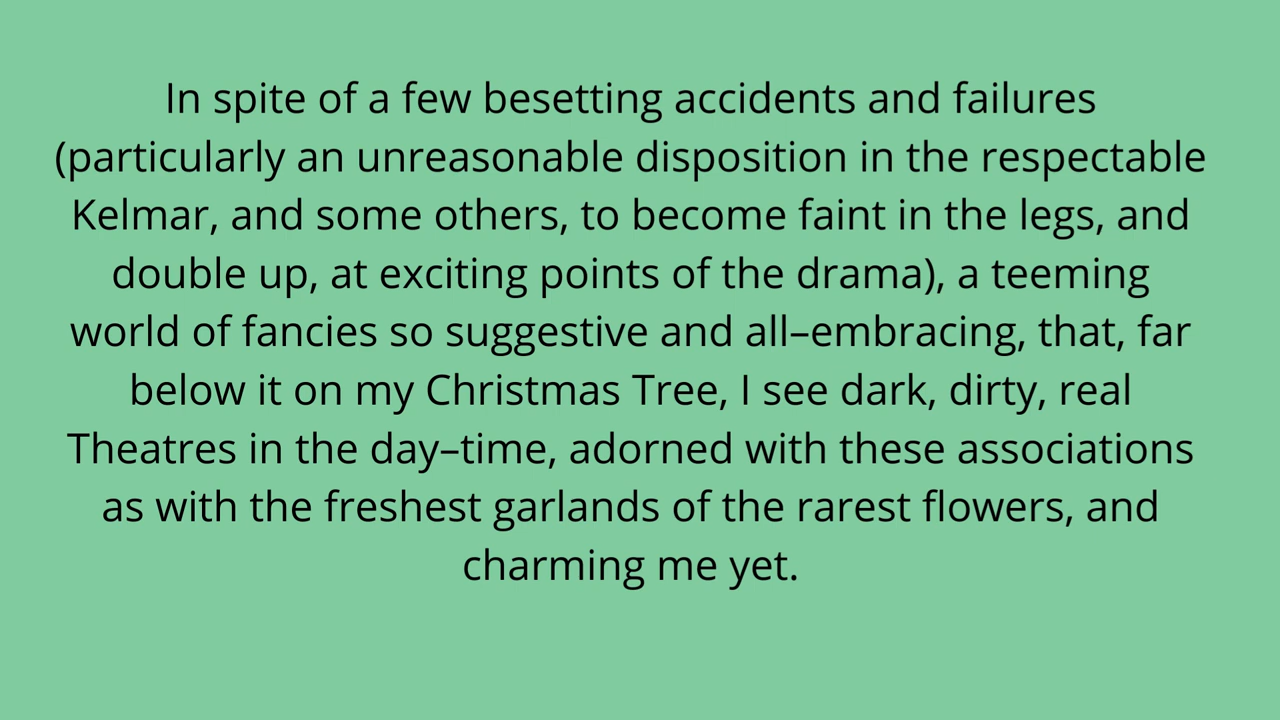 In spite of a few besetting accidents and failures
(particularly an unreasonable disposition in the respectable
Kelmar, and some others, to become faint in the legs, and
double up, at exciting points of the drama), a teeming
world of fancies so suggestive and all–embracing, that, far
below it on my Christmas Tree, I see dark, dirty, real
Theatres in the day–time, adorned with these associations
as with the freshest garlands of the rarest flowers, and
charming me yet.